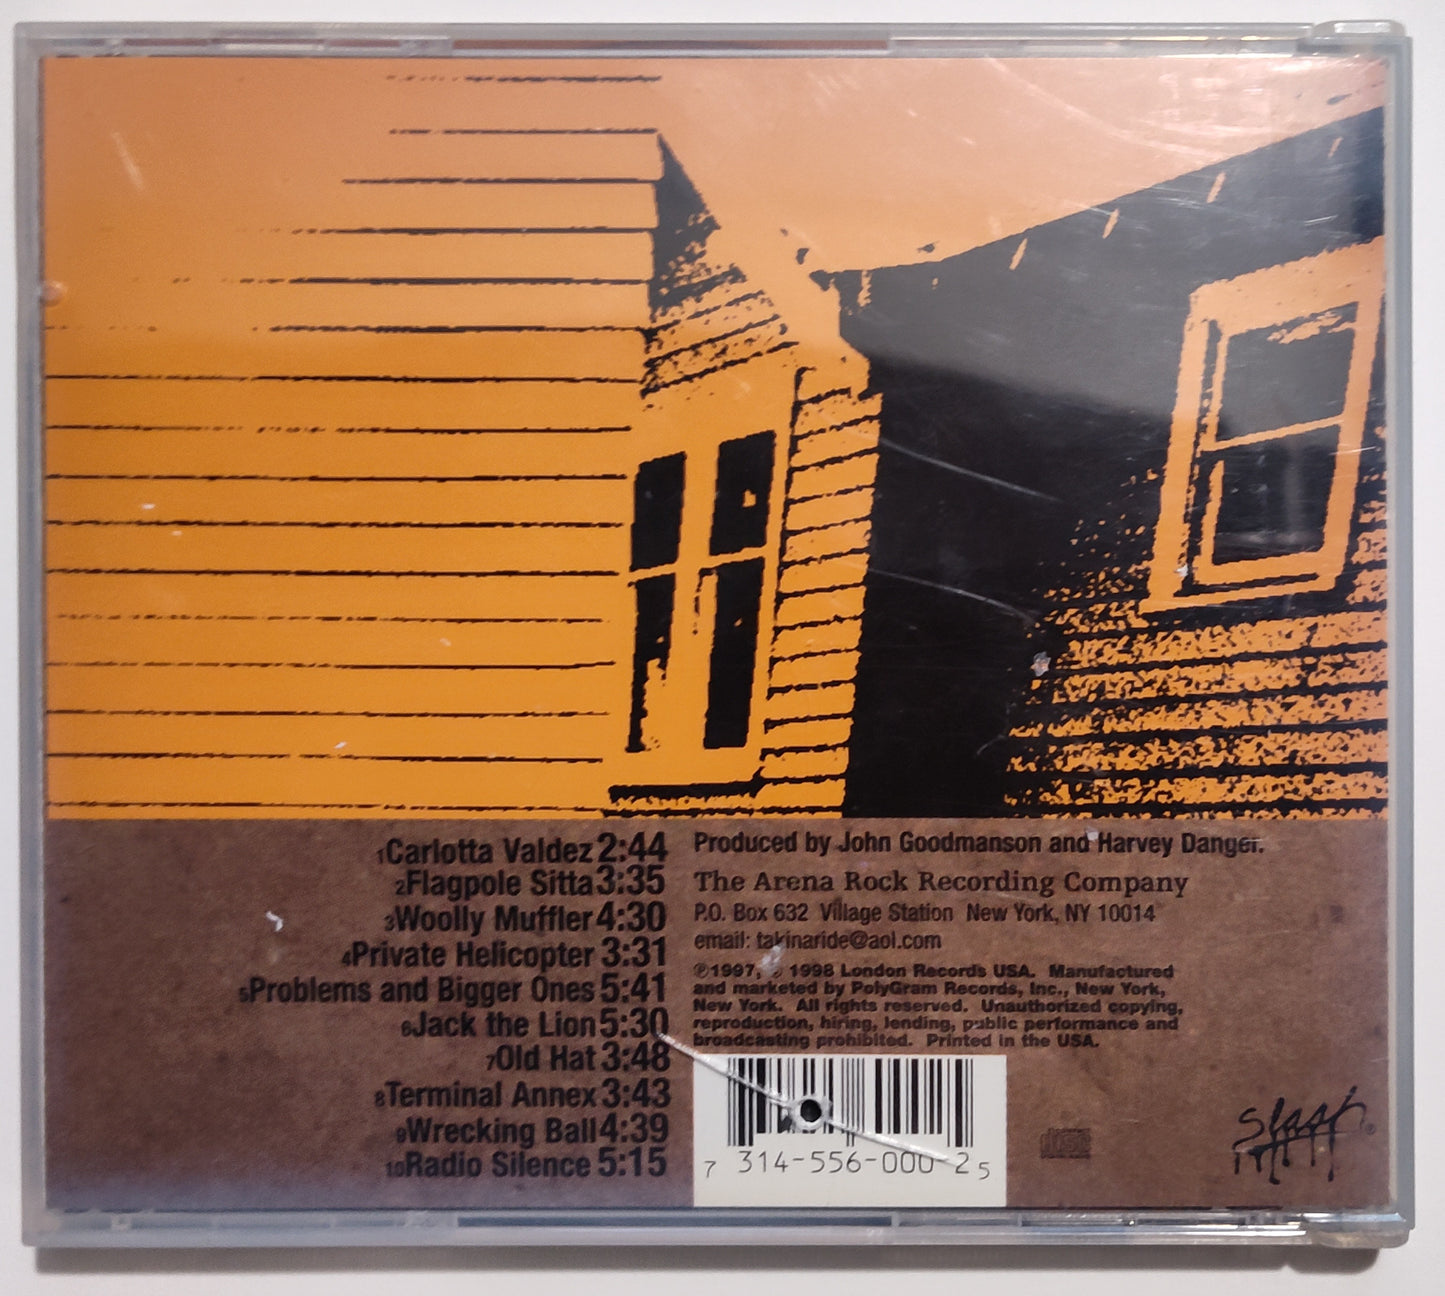 1Carlotta Valdez 2:44
2Flagpole Sitta 3:35
3Woolly Muffler 4:30
4Private Helicopter 3:31
5Problems and Bigger Ones 5:41
6Jack the Lion 5:30
7Old Hat 3:48
8Terminal Annex 3:43
9Wrecking Ball 4:39
10Radio Silence 5:15
Produced by John Goodmanson and Harvey Danger.
The Arena Rock Recording Company
P.O. Box 632 Village Station New York, NY 10014
email: takinaride@aol.com
℗1997, © 1998 London Records USA. Manufactured
and marketed by PolyGram Records, Inc., New York,
New York. All rights reserved. Unauthorized copying,
reproduction, hiring, lending, public performance and
broadcasting prohibited. Printed in the USA.
7 314-556-000-2 5
slash®